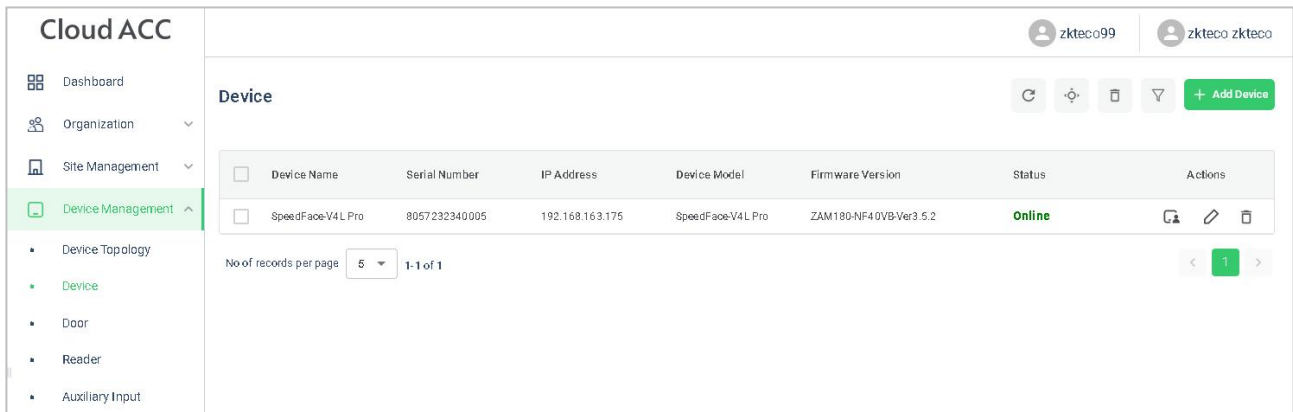 Cloud ACC
zkteco99
zkteco zkteco
Dashboard
Organization
Site Management
Device Management
Device Topology
Device
Door
Reader
Auxiliary Input
Device
+ Add Device
Device Name Serial Number IP Address Device Model Firmware Version Status Actions
SpeedFace-V4L Pro 8057232340005 192.168.163.175 SpeedFace-V4L Pro ZAM180-NF40VB-Ver3.5.2 Online
No of records per page 5 1-1 of 1
< 1 >